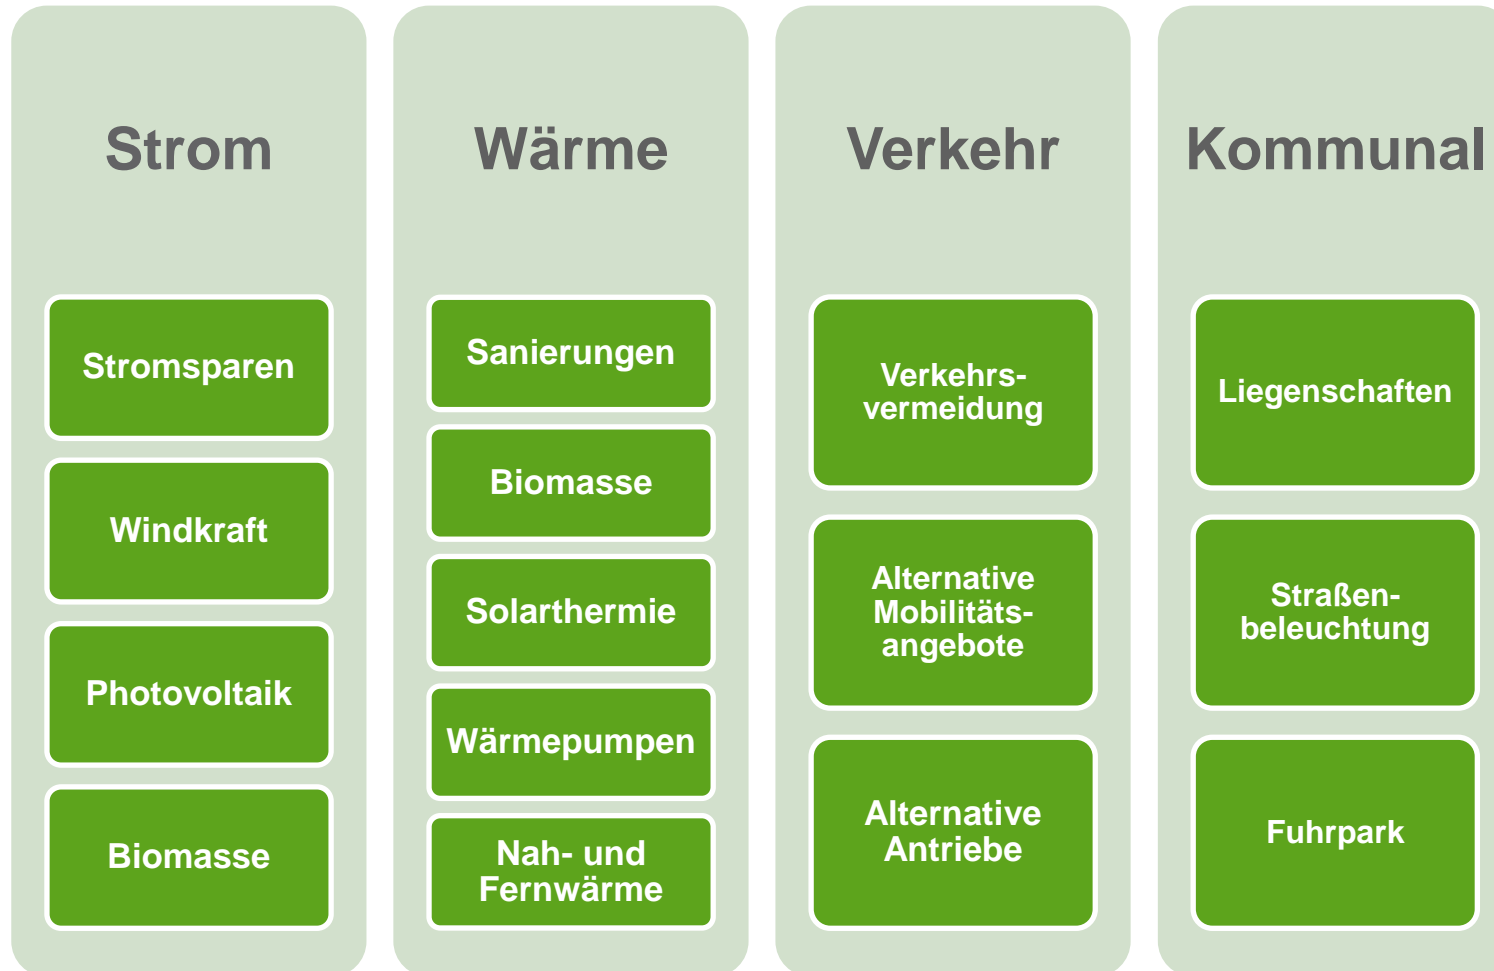 Strom
Stromsparen
Windkraft
Photovoltaik
Biomasse
Wärme
Sanierungen
Biomasse
Solarthermie
Wärmepumpen
Nah- und
Fernwärme
Verkehr
Verkehrs-
vermeidung
Alternative
Mobilitäts-
angebote
Alternative
Antriebe
Kommunal
Liegenschaften
Straßen-
beleuchtung
Fuhrpark